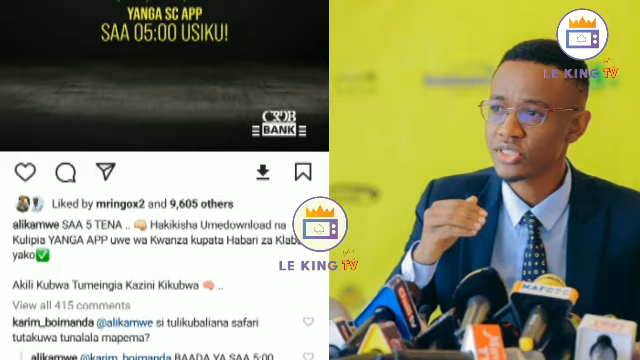 YANGA SC APP
SAA 05:00 USIKU!
CRDB
BANK
Liked by mringox2 and 9,605 others
alikamwe SAA 5 TENA .. 🤜 Hakikisha Umedownload na
Kulipia YANGA APP uwe wa Kwanza kupata Habari za Klabu
yako✅
Akili Kubwa Tumeingia Kazini Kikubwa 🧠 ..
View all 415 comments
karim_boimanda @alikamwe si tulikubaliana safari
tutakuwa tunalala mapema?
alikamwe @karim_boimanda BAADA YA SAA 5:00
LE KING TV
LE KING TV